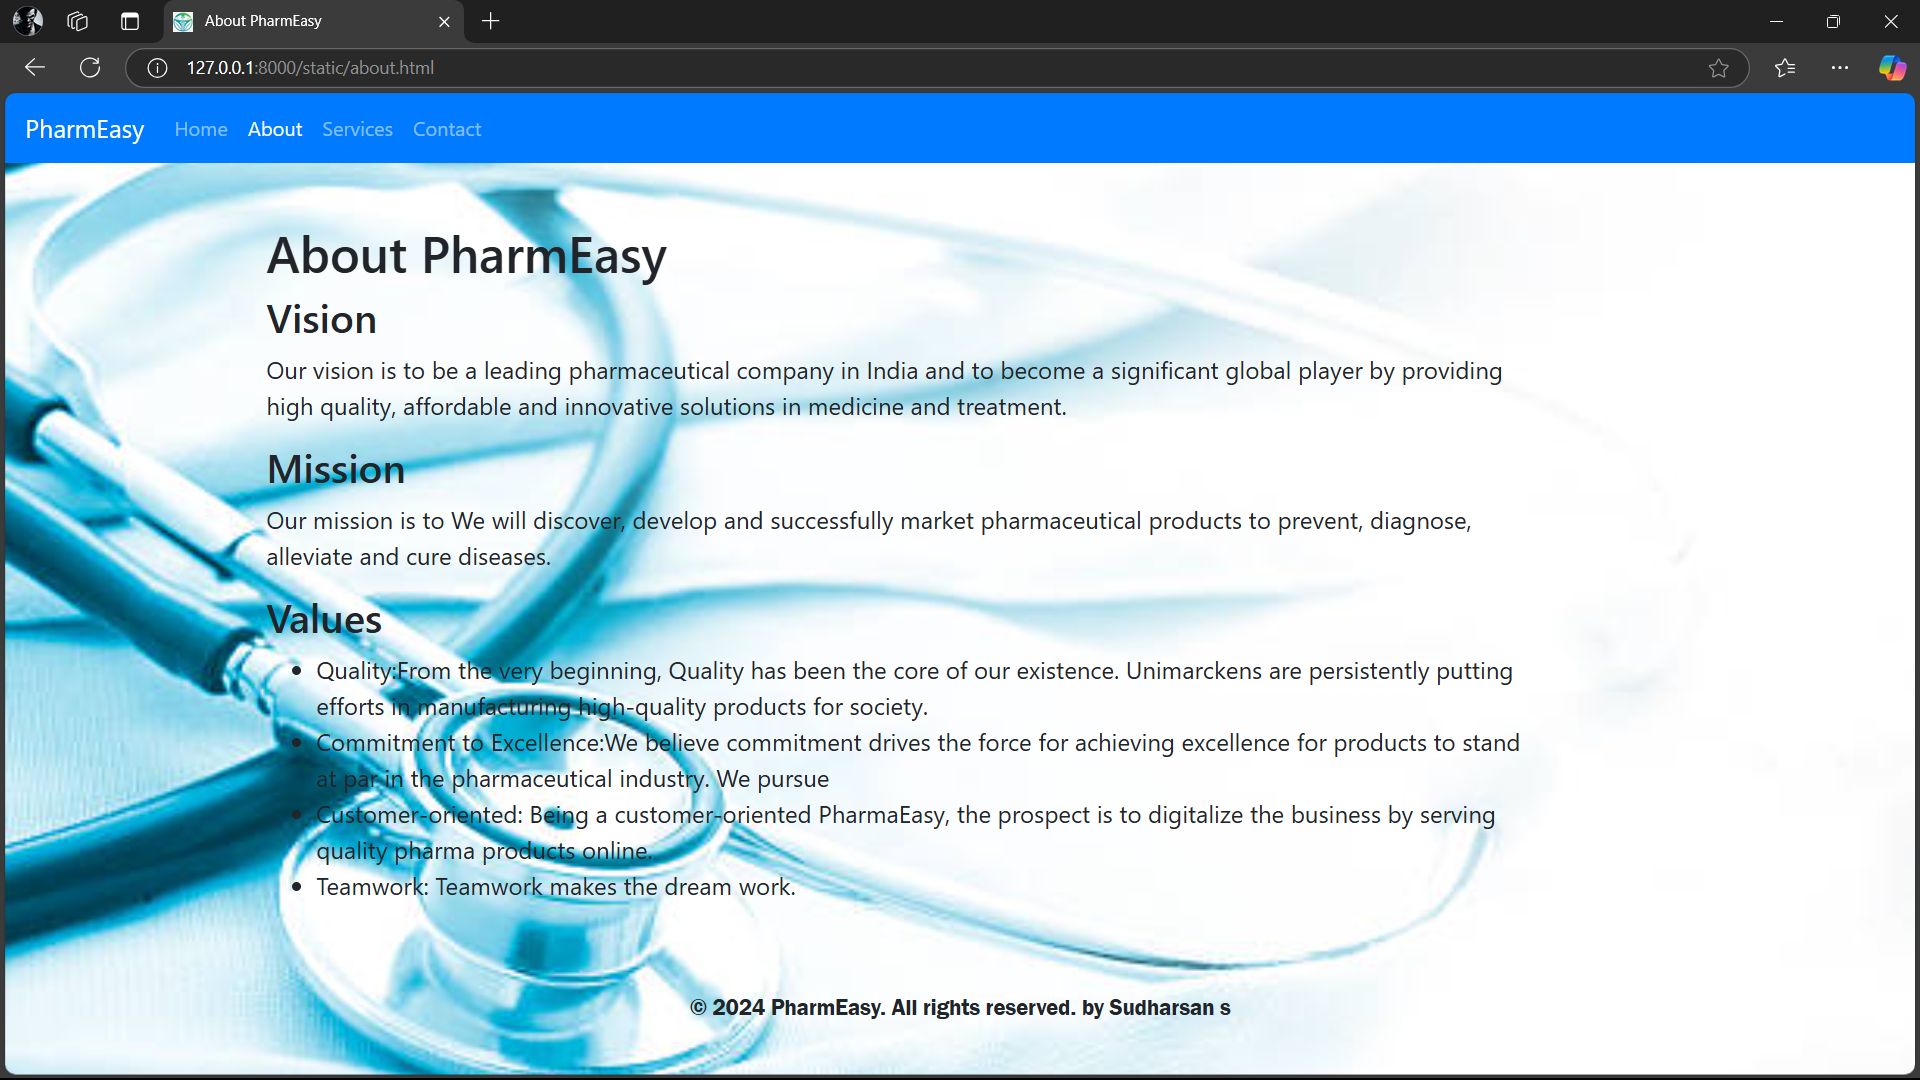 About PharmEasy
127.0.0.1:8000/static/about.html
PharmEasy Home About Services Contact
About PharmEasy
Vision
Our vision is to be a leading pharmaceutical company in India and to become a significant global player by providing
high quality, affordable and innovative solutions in medicine and treatment.
Mission
Our mission is to We will discover, develop and successfully market pharmaceutical products to prevent, diagnose,
alleviate and cure diseases.
Values
• Quality:From the very beginning, Quality has been the core of our existence. Unimarckens are persistently putting
efforts in manufacturing high-quality products for society.
• Commitment to Excellence:We believe commitment drives the force for achieving excellence for products to stand
at par in the pharmaceutical industry. We pursue
• Customer-oriented: Being a customer-oriented PharmaEasy, the prospect is to digitalize the business by serving
quality pharma products online.
• Teamwork: Teamwork makes the dream work.
© 2024 PharmEasy. All rights reserved. by Sudharsan s